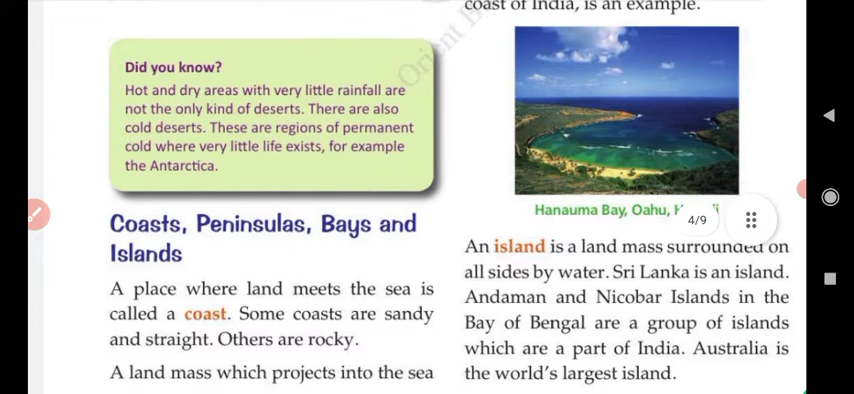 Did you know?
Hot and dry areas with very little rainfall are
not the only kind of deserts. There are also
cold deserts. These are regions of permanent
cold where very little life exists, for example
the Antarctica.
Coasts, Peninsulas, Bays and
Islands
A place where land meets the sea is
called a coast. Some coasts are sandy
and straight. Others are rocky.
A land mass which projects into the sea
coast of India, is an example.
Hanauma Bay, Oahu,
4/9
An island is a land mass surrounded on
all sides by water. Sri Lanka is an island.
Andaman and Nicobar Islands in the
Bay of Bengal are a group of islands
which are a part of India. Australia is
the world's largest island.
Orient